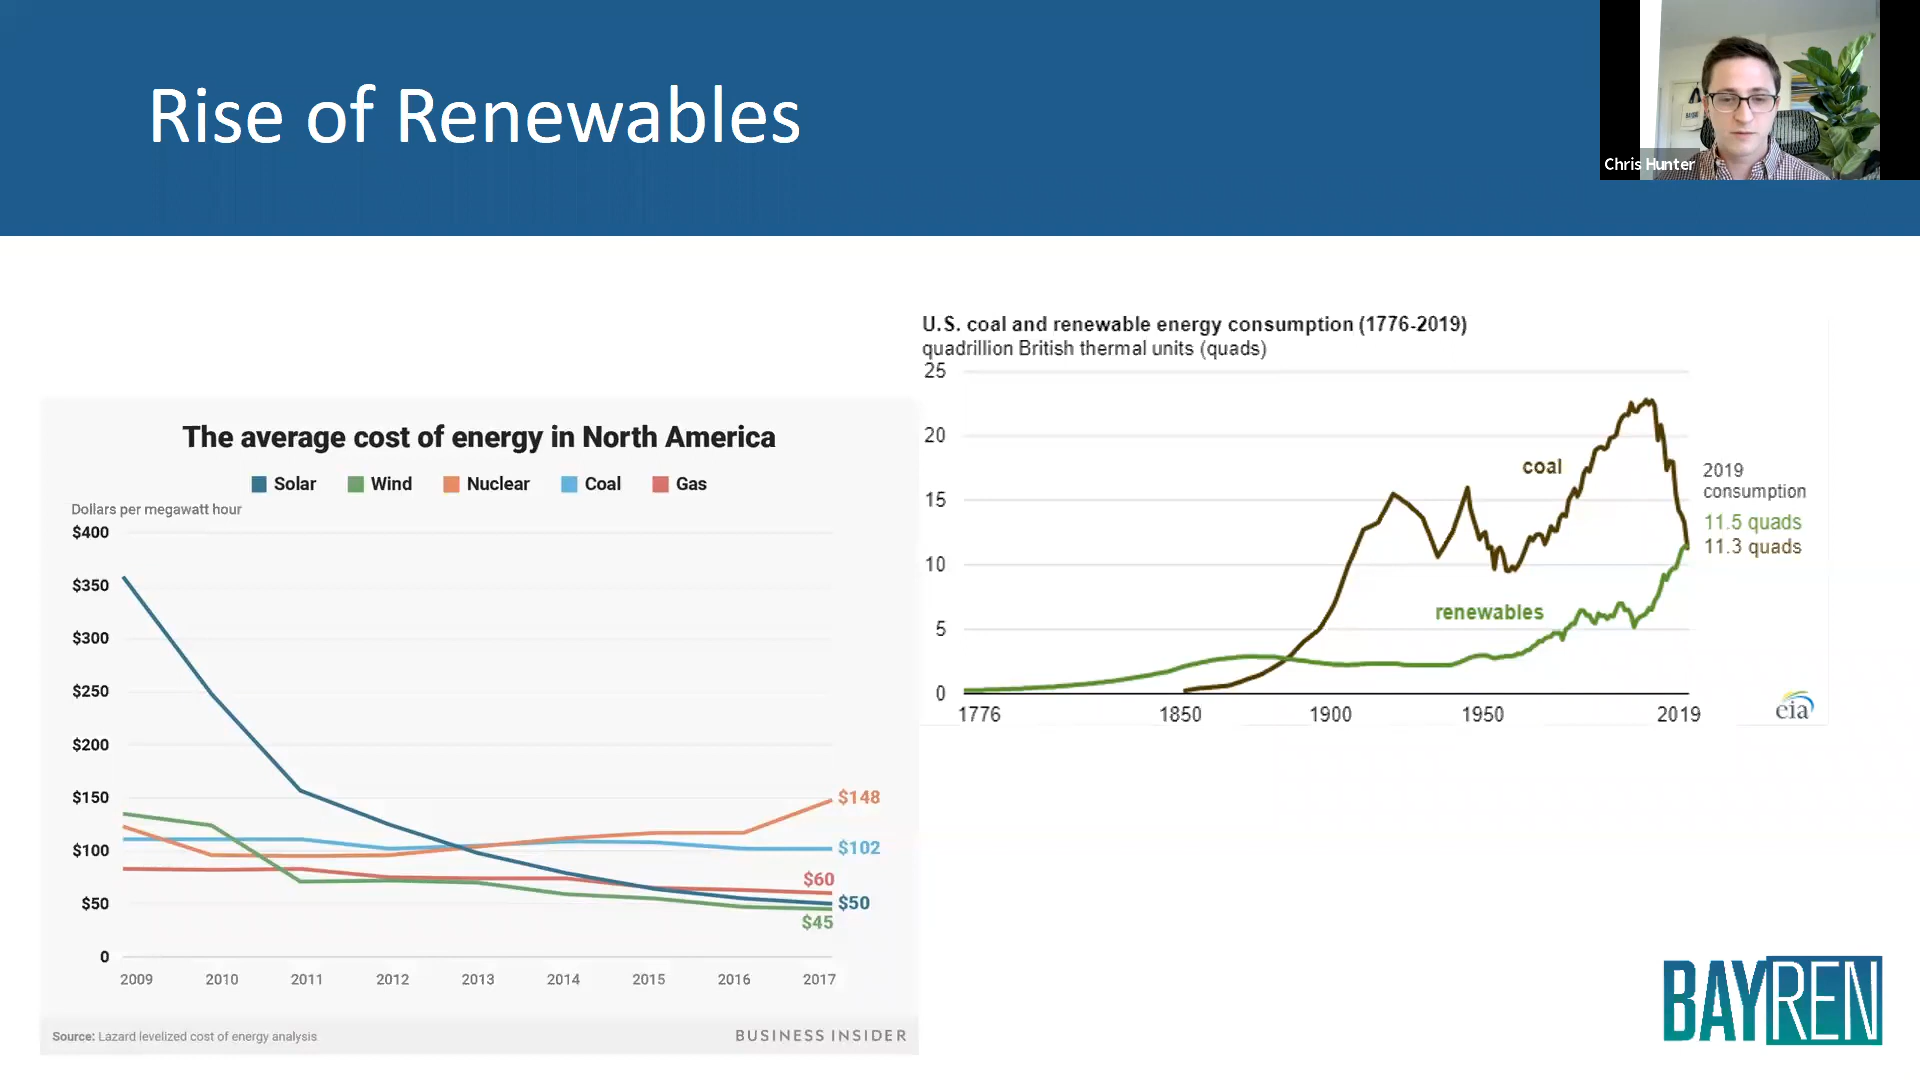 Rise of Renewables
Chris Hunter
U.S. coal and renewable energy consumption (1776-2019)
quadrillion British thermal units (quads)
25
20
15
10
5
0
coal
renewables
2019
consumption
11.5 quads
11.3 quads
1776 1850 1900 1950 2019
eia
The average cost of energy in North America
Solar Wind Nuclear Coal Gas
Dollars per megawatt hour
$400
$350
$300
$250
$200
$150
$100
$50
0
$148
$102
$60
$50
$45
2009 2010 2011 2012 2013 2014 2015 2016 2017
Source: Lazard levelized cost of energy analysis
BUSINESS INSIDER
BAYREN